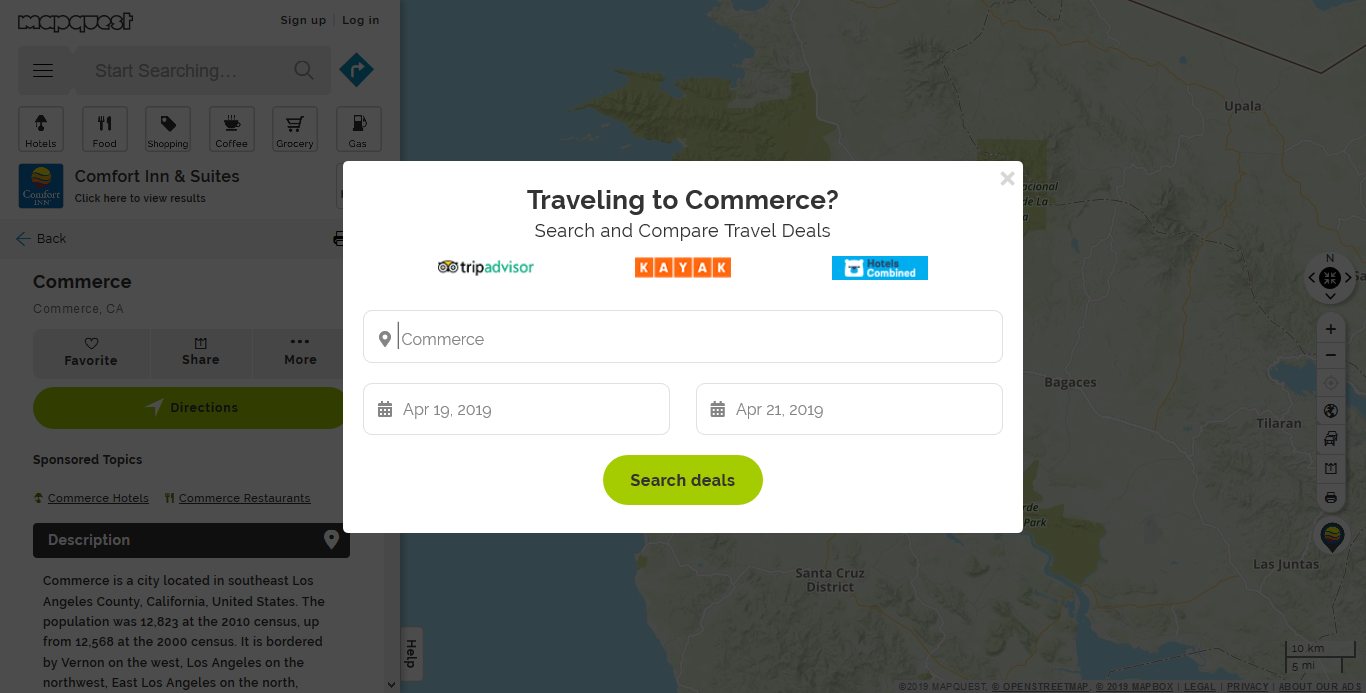 mapquest
Sign up
Log in
Start Searching...
Hotels
Food
Shopping
Coffee
Grocery
Gas
Comfort Inn & Suites
Click here to view results
Comfort
INN
Back
Commerce
Commerce, CA
Favorite
Share
More
Directions
Sponsored Topics
Commerce Hotels
Commerce Restaurants
Description
Commerce is a city located in southeast Los
Angeles County, California, United States. The
population was 12,823 at the 2010 census, up
from 12,568 at the 2000 census. It is bordered
by Vernon on the west, Los Angeles on the
northwest, East Los Angeles on the north,
Traveling to Commerce?
Search and Compare Travel Deals
tripadvisor
KAYAK
Hotels
Combined
Commerce
Apr 19, 2019
Apr 21, 2019
Search deals
Help
Upala
acional
de La
a
N
Sa
Bagaces
Tilaran
rde
Park
Las Juntas
Santa Cruz
District
10 km
5 mi
©2019 MAPQUEST, © OPENSTREETMAP, © 2019 MAPBOX | LEGAL | PRIVACY | ABOUT OUR ADS